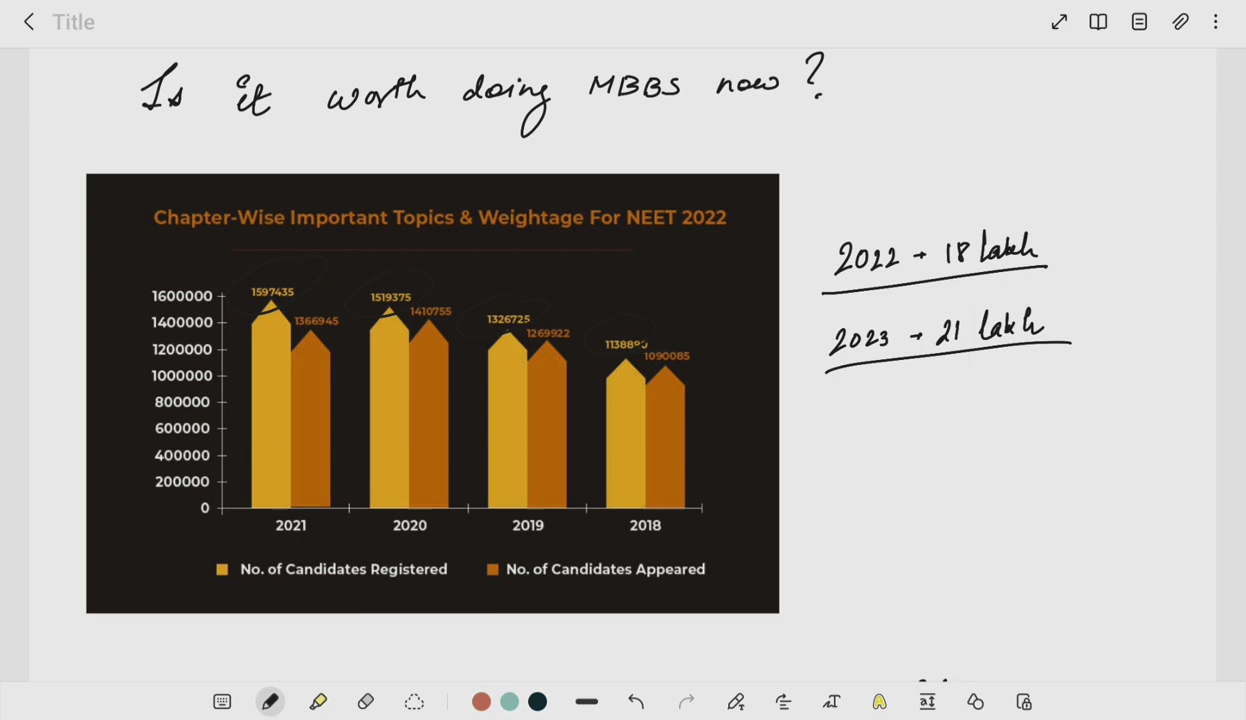 Title
Is it worth doing MBBS now?
Chapter-Wise Important Topics & Weightage For NEET 2022
2022 → 18 lakh
2023 → 21 lakh
1600000
1400000
1200000
1000000
800000
600000
400000
200000
0
1597435
1366945
1519375
1410755
1326725
1269922
1090085
2021 2020 2019 2018
No. of Candidates Registered No. of Candidates Appeared